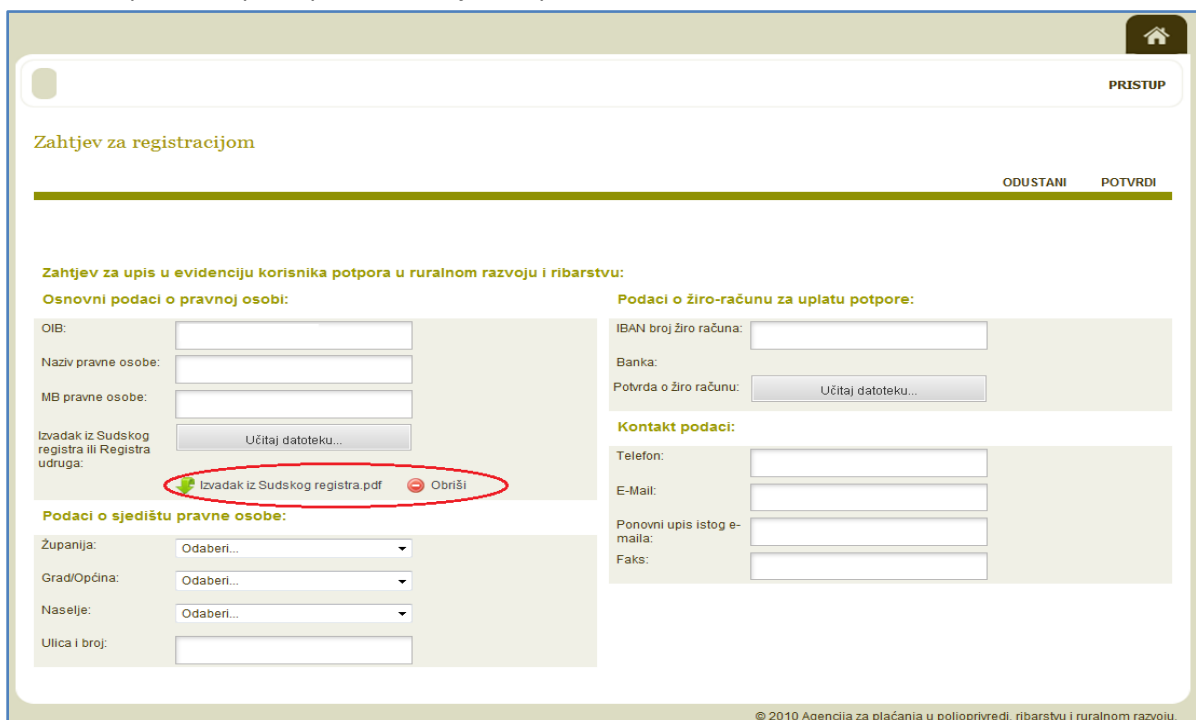 PRISTUP
Zahtjev za registracijom
ODUSTANI POTVRDI
Zahtjev za upis u evidenciju korisnika potpora u ruralnom razvoju i ribarstvu:
Osnovni podaci o pravnoj osobi:
OIB:
Naziv pravne osobe:
MB pravne osobe:
Izvadak iz Sudskog
registra ili Registra
udruga:
Učitaj datoteku...
Izvadak iz Sudskog registra.pdf Obriši
Podaci o sjedištu pravne osobe:
Županija: Odaberi...
Grad/Općina: Odaberi...
Naselje: Odaberi...
Ulica i broj:
Podaci o žiro-računu za uplatu potpore:
IBAN broj žiro računa:
Banka:
Potvrda o žiro računu: Učitaj datoteku...
Kontakt podaci:
Telefon:
E-Mail:
Ponovni upis istog e-
maila:
Faks:
© 2010 Agencija za plaćanja u poljoprivredi, ribarstvu i ruralnom razvoju.